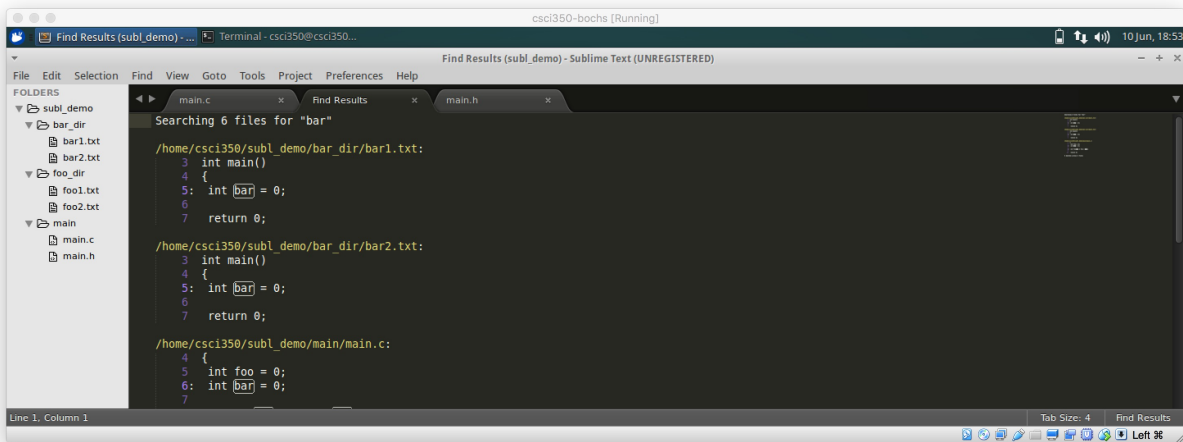 csci350-bochs [Running]
Find Results (subl_demo) - ... Terminal - csci350@csci350... 10 Jun, 18:53
Find Results (subl_demo) - Sublime Text (UNREGISTERED)
File Edit Selection Find View Goto Tools Project Preferences Help
FOLDERS
subl_demo
bar_dir
bar1.txt
bar2.txt
foo_dir
foo1.txt
foo2.txt
main
main.c
main.h
main.c Find Results main.h
Searching 6 files for "bar"
/home/csci350/subl_demo/bar_dir/bar1.txt:
3 int main()
4 {
5: int bar = 0;
6
7 return 0;
/home/csci350/subl_demo/bar_dir/bar2.txt:
3 int main()
4 {
5: int bar = 0;
6
7 return 0;
/home/csci350/subl_demo/main/main.c:
4 {
5 int foo = 0;
6: int bar = 0;
7
Line 1, Column 1 Tab Size: 4 Find Results
Left ⌘